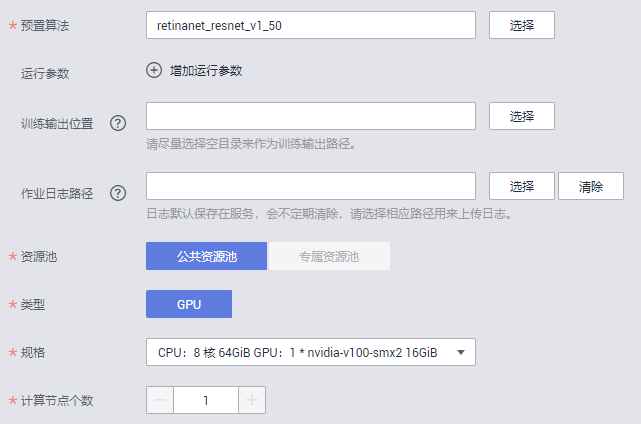 * 预置算法 retinanet_resnet_v1_50 选择
运行参数 增加运行参数
训练输出位置 ? 选择
请尽量选择空目录来作为训练输出路径。
作业日志路径 ? 选择 清除
日志默认保存在服务，会不定期清除，请选择相应路径用来上传日志。
* 资源池 公共资源池 专属资源池
* 类型 GPU
* 规格 CPU：8 核 64GiB GPU：1 * nvidia-v100-smx2 16GiB
* 计算节点个数 — 1 +